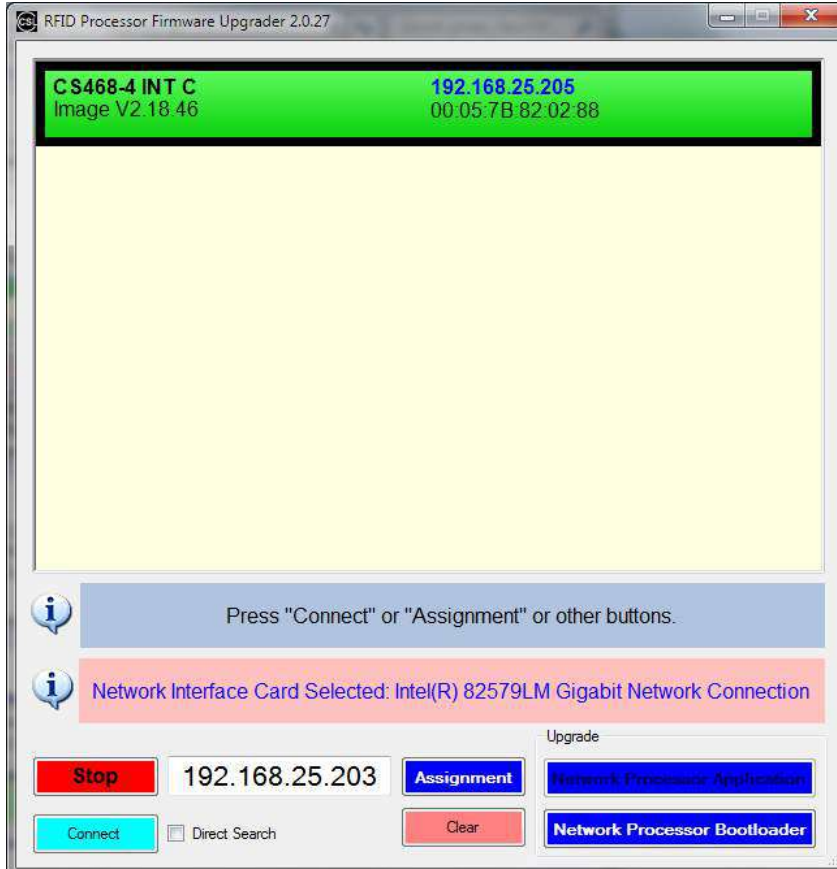 CSL RFID Processor Firmware Upgrader 2.0.27
CS468-4 INT C 192.168.25.205
Image V2.18.46 00:05:7B:82:02:88
Press "Connect" or "Assignment" or other buttons.
Network Interface Card Selected: Intel(R) 82579LM Gigabit Network Connection
Upgrade
Stop 192.168.25.203 Assignment Network Processor Application
Connect Direct Search Clear Network Processor Bootloader